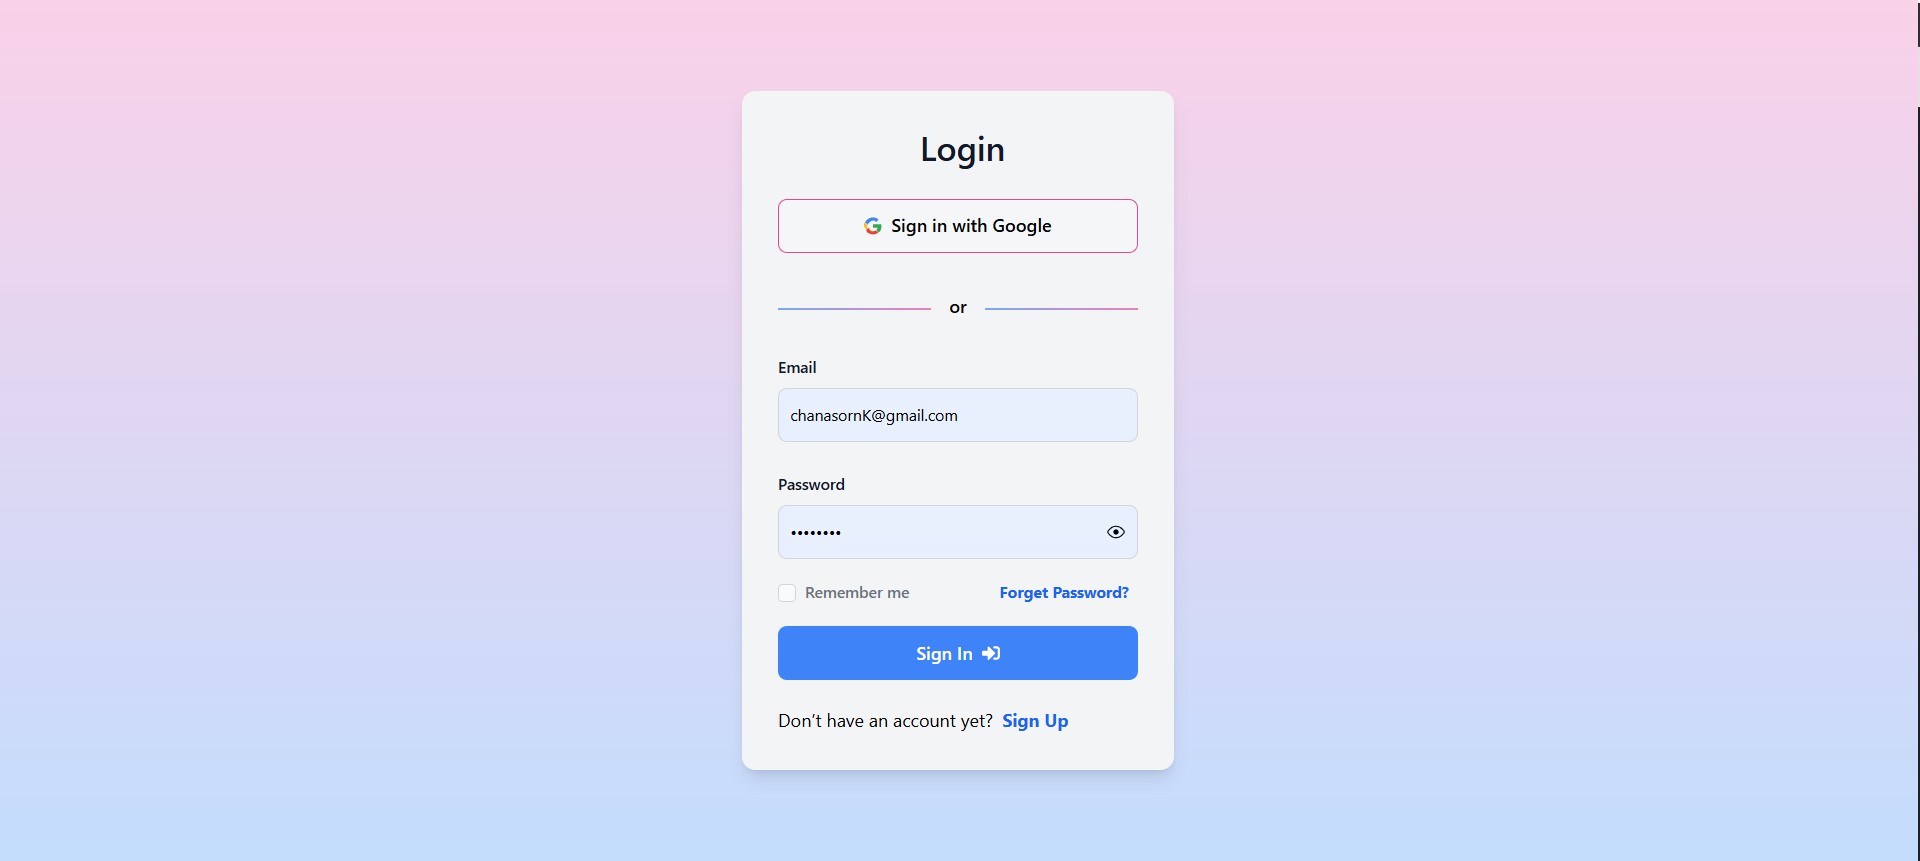 Login
Sign in with Google
or
Email
chanasornK@gmail.com
Password
••••••••
Remember me
Forget Password?
Sign In
Don't have an account yet? Sign Up